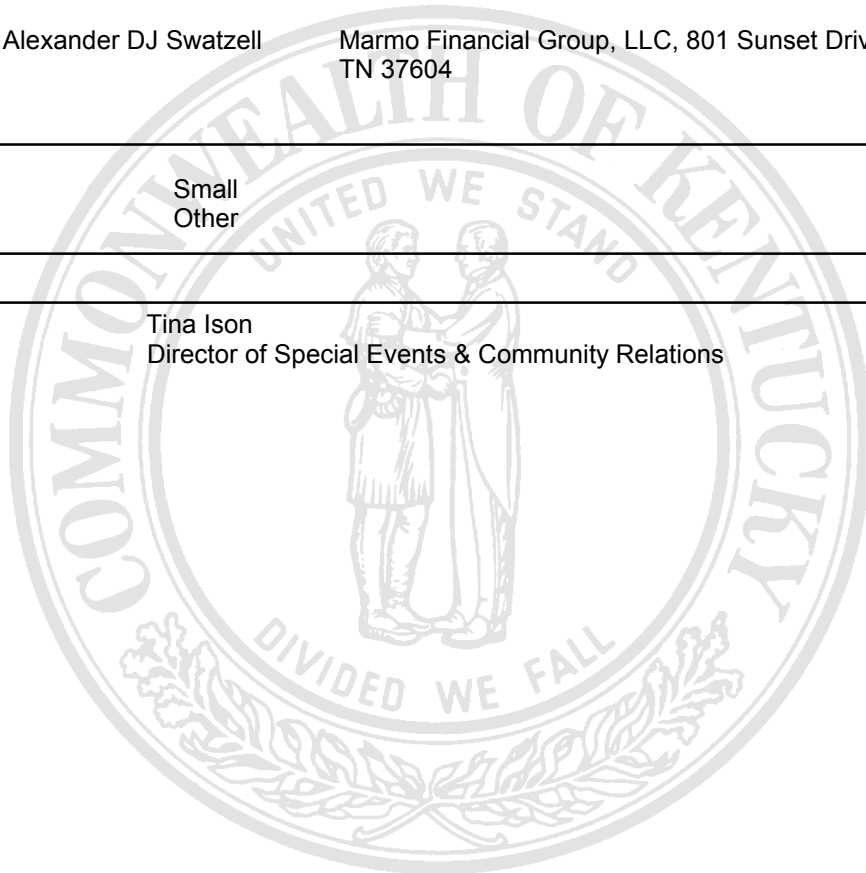 Alexander DJ Swatzell Marmo Financial Group, LLC, 801 Sunset
TN 37604
COMMONWEALTH OF KENTUCKY
UNITED WE STAND
Small
Other
Tina Ison
Director of Special Events & Community Relations
DIVIDED WE FALL